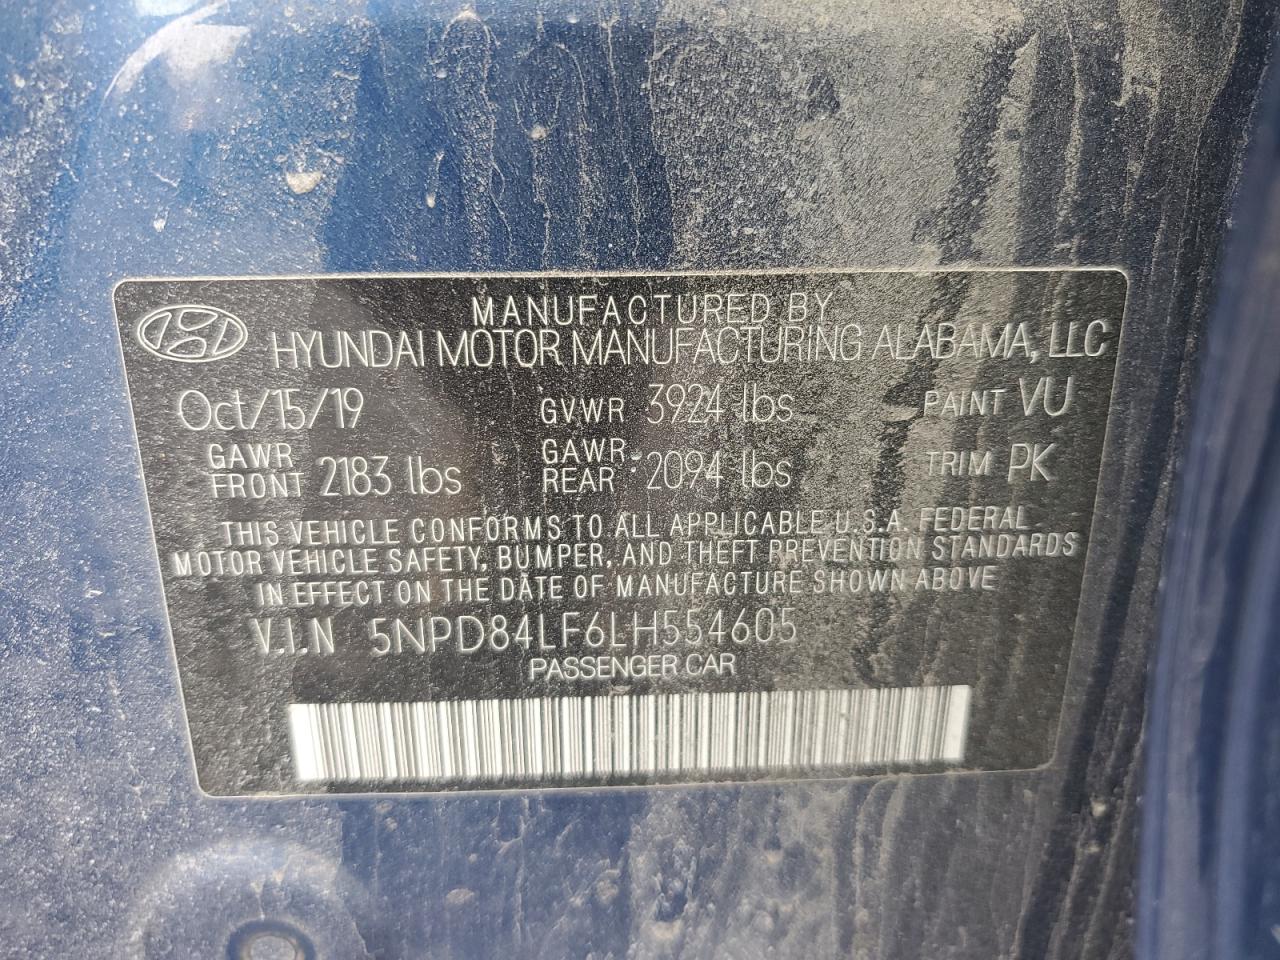 MANUFACTURED BY
HYUNDAI MOTOR MANUFACTURING ALABAMA, LLC
Oct/15/19 GVWR 3924 lbs PAINT VU
GAWR FRONT 2183 lbs GAWR REAR 2094 lbs TRIM PK
THIS VEHICLE CONFORMS TO ALL APPLICABLE U.S.A. FEDERAL
MOTOR VEHICLE SAFETY, BUMPER, AND THEFT PREVENTION STANDARDS
IN EFFECT ON THE DATE OF MANUFACTURE SHOWN ABOVE
V.I.N 5NPD84LF6LH554605
PASSENGER CAR